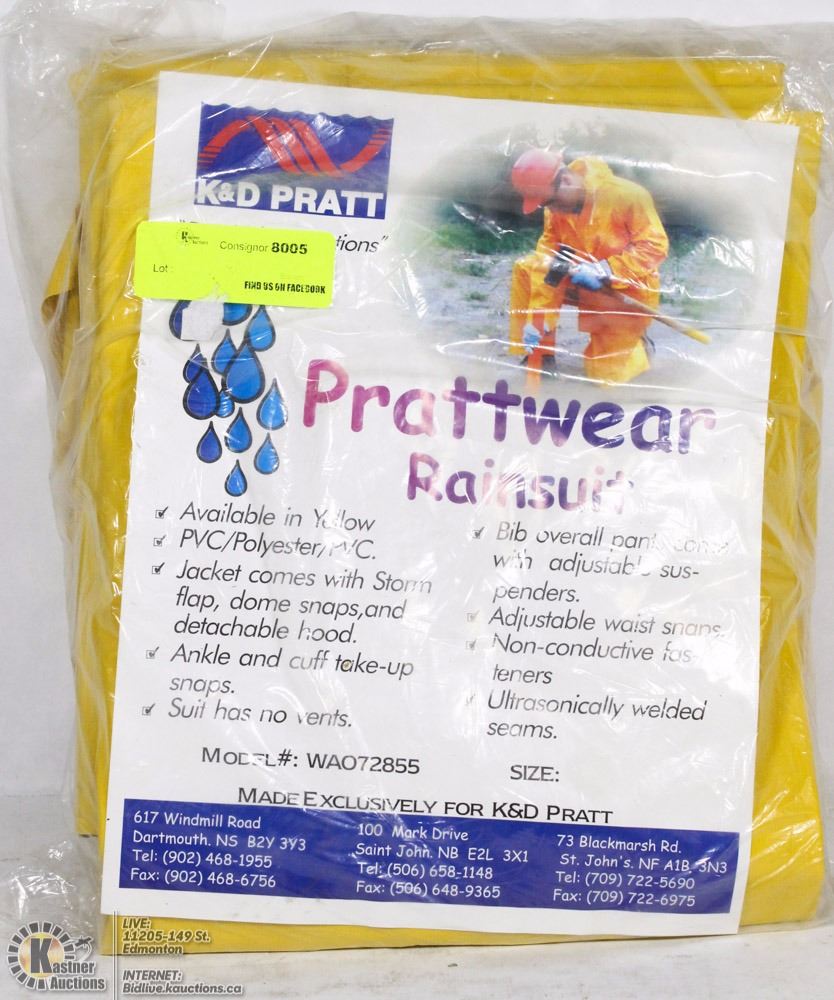 K&D PRATT
tions"
Kastner Auctions
Consignor 8005
Lot:
FIND US ON FACEBOOK
Prattwear
Rainsuit
Available in Yellow
PVC/Polyester/PVC.
Jacket comes with Storm
flap, dome snaps,and
detachable hood.
Ankle and cuff take-up
snaps.
Suit has no vents.
Bib overall pant
with adjustable sus-
penders.
Adjustable waist snaps.
Non-conductive fas-
teners
Ultrasonically welded
seams.
MODEL#: WAO72855
SIZE:
MADE EXCLUSIVELY FOR K&D PRATT
617 Windmill Road
Dartmouth. NS B2Y 3Y3
Tel: (902) 468-1955
Fax: (902) 468-6756
100 Mark Drive
Saint John. NB E2L 3X1
Tel: (506) 658-1148
Fax: (506) 648-9365
73 Blackmarsh Rd.
St. John's. NF A1B 3N3
Tel: (709) 722-5690
Fax: (709) 722-6975
Kastner
Auctions
LIVE:
11205-149 St.
Edmonton
INTERNET:
Bidlive.kauctions.ca